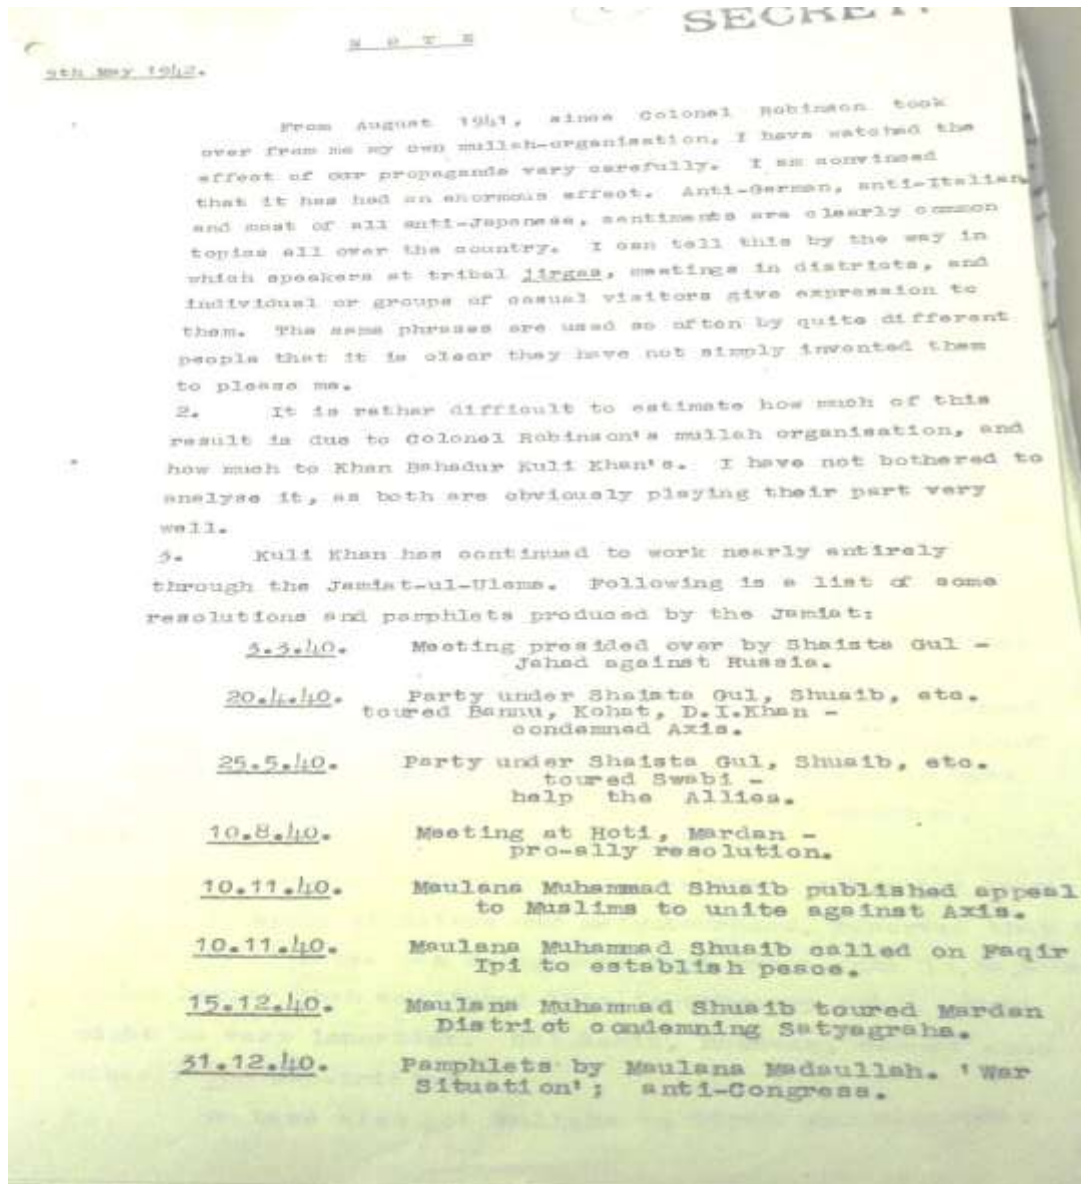 SECRET.
N O T E
9th May 1942.
From August 1941, since Colonel Robinson took
over from me my own mullah-organisation, I have watched the
effect of our propaganda very carefully. I am convinced
that it has had an enormous effect. Anti-German, anti-Italian
and most of all anti-Japanese, sentiments are clearly common
topics all over the country. I can tell this by the way in
which speakers at tribal jirgas, meetings in districts, and
individual or groups of casual visitors give expression to
them. The same phrases are used so often by quite different
people that it is clear they have not simply invented them
to please me.
2. It is rather difficult to estimate how much of this
result is due to Colonel Robinson's mullah organisation, and
how much to Khan Bahadur Kuli Khan's. I have not bothered to
analyse it, as both are obviously playing their part very
well.
3. Kuli Khan has continued to work nearly entirely
through the Jamiat-ul-Ulema. Following is a list of some
resolutions and pamphlets produced by the Jamiat:
3.3.40. Meeting presided over by Shaista Gul -
Jehad against Russia.
20.4.40. Party under Shaista Gul, Shuaib, etc.
toured Bannu, Kohat, D.I.Khan -
condemned Axis.
25.5.40. Party under Shaista Gul, Shuaib, etc.
toured Swabi -
help the Allies.
10.8.40. Meeting at Hoti, Mardan -
pro-ally resolution.
10.11.40. Maulana Muhammad Shuaib published appeal
to Muslims to unite against Axis.
10.11.40. Maulana Muhammad Shuaib called on Faqir
Ipi to establish peace.
15.12.40. Maulana Muhammad Shuaib toured Mardan
District condemning Satyagraha.
31.12.40. Pamphlets by Maulana Madaullah. 'War
Situation'; anti-Congress.